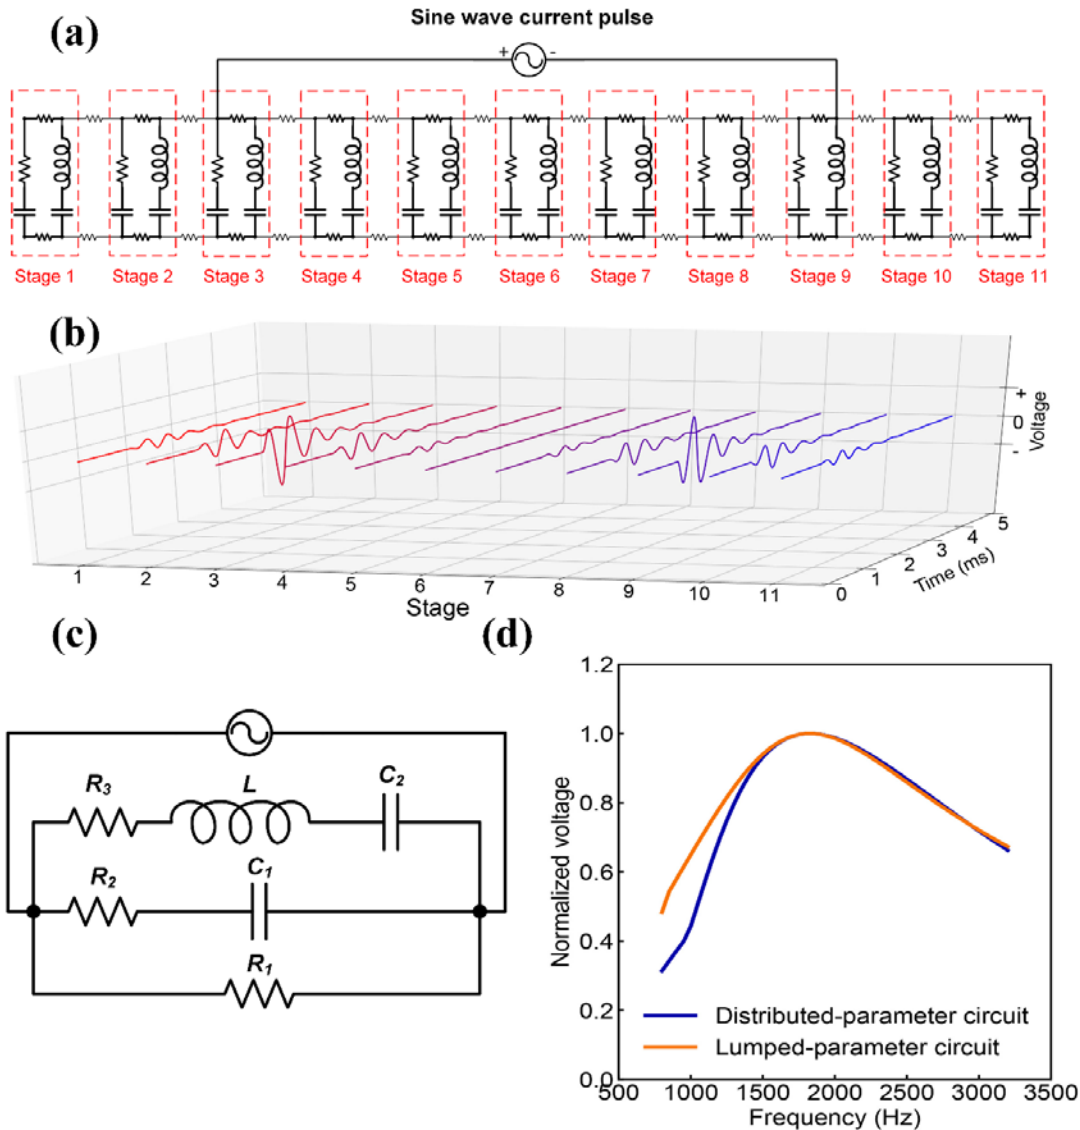 (a)
Sine wave current pulse
+ -
Stage 1 Stage 2 Stage 3 Stage 4 Stage 5 Stage 6 Stage 7 Stage 8 Stage 9 Stage 10 Stage 11
(b)
+
0
-
Voltage
1 2 3 4 5 6 7 8 9 10 11
Stage
0 1 2 3 4 5
Time (ms)
(c)
R3 L C2
R2 C1
R1
(d)
1.2
1.0
0.8
0.6
0.4
0.2
0.0
Normalized voltage
Distributed-parameter circuit
Lumped-parameter circuit
500 1000 1500 2000 2500 3000 3500
Frequency (Hz)